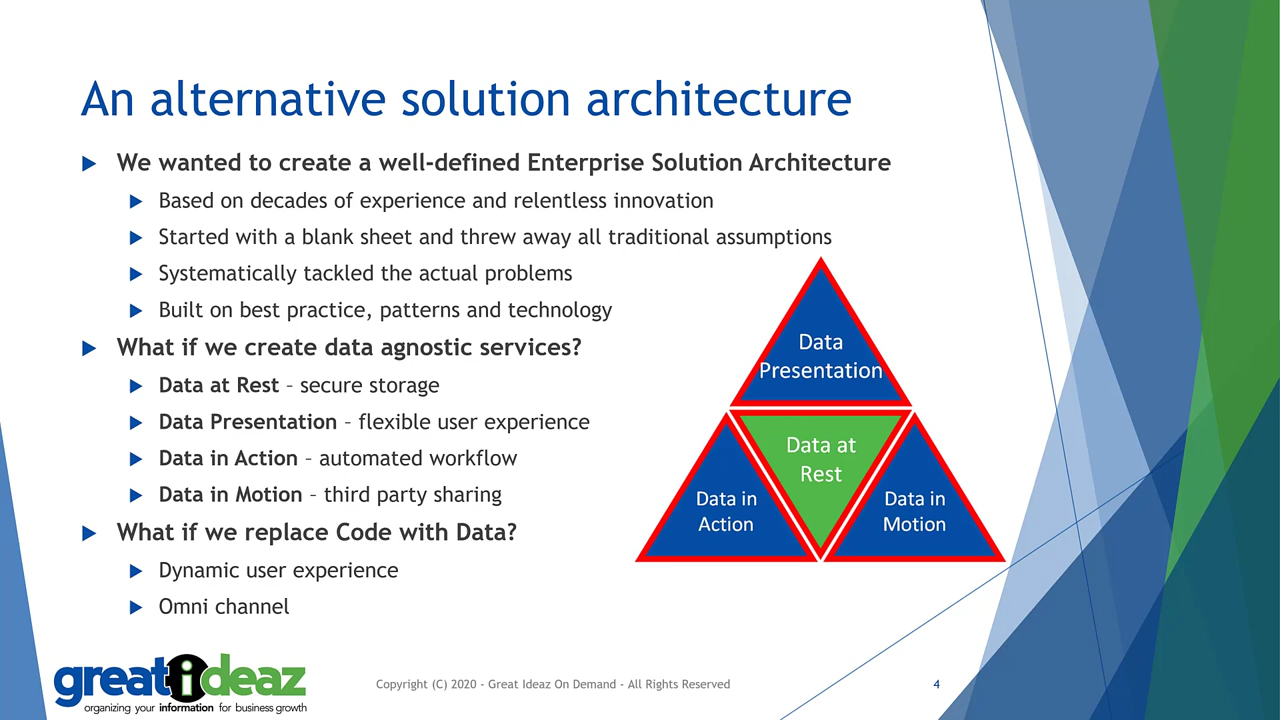 An alternative solution architecture
We wanted to create a well-defined Enterprise Solution Architecture
Based on decades of experience and relentless innovation
Started with a blank sheet and threw away all traditional assumptions
Systematically tackled the actual problems
Built on best practice, patterns and technology
What if we create data agnostic services?
Data at Rest – secure storage
Data Presentation – flexible user experience
Data in Action – automated workflow
Data in Motion – third party sharing
What if we replace Code with Data?
Dynamic user experience
Omni channel
Data
Presentation
Data at
Rest
Data in
Action
Data in
Motion
greatideaz
organizing your information for business growth
Copyright (C) 2020 - Great Ideaz On Demand - All Rights Reserved
4